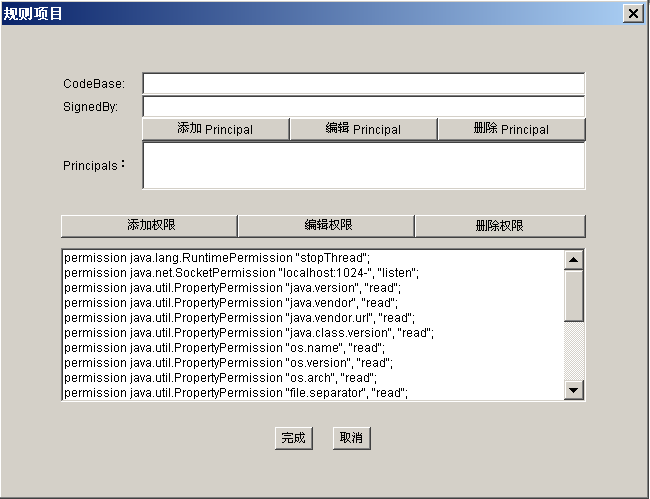 规则项目
CodeBase:
SignedBy:
添加 Principal 编辑 Principal 删除 Principal
Principals：
添加权限 编辑权限 删除权限
permission java.lang.RuntimePermission "stopThread";
permission java.net.SocketPermission "localhost:1024-", "listen";
permission java.util.PropertyPermission "java.version", "read";
permission java.util.PropertyPermission "java.vendor", "read";
permission java.util.PropertyPermission "java.vendor.url", "read";
permission java.util.PropertyPermission "java.class.version", "read";
permission java.util.PropertyPermission "os.name", "read";
permission java.util.PropertyPermission "os.version", "read";
permission java.util.PropertyPermission "os.arch", "read";
permission java.util.PropertyPermission "file.separator", "read";
完成 取消